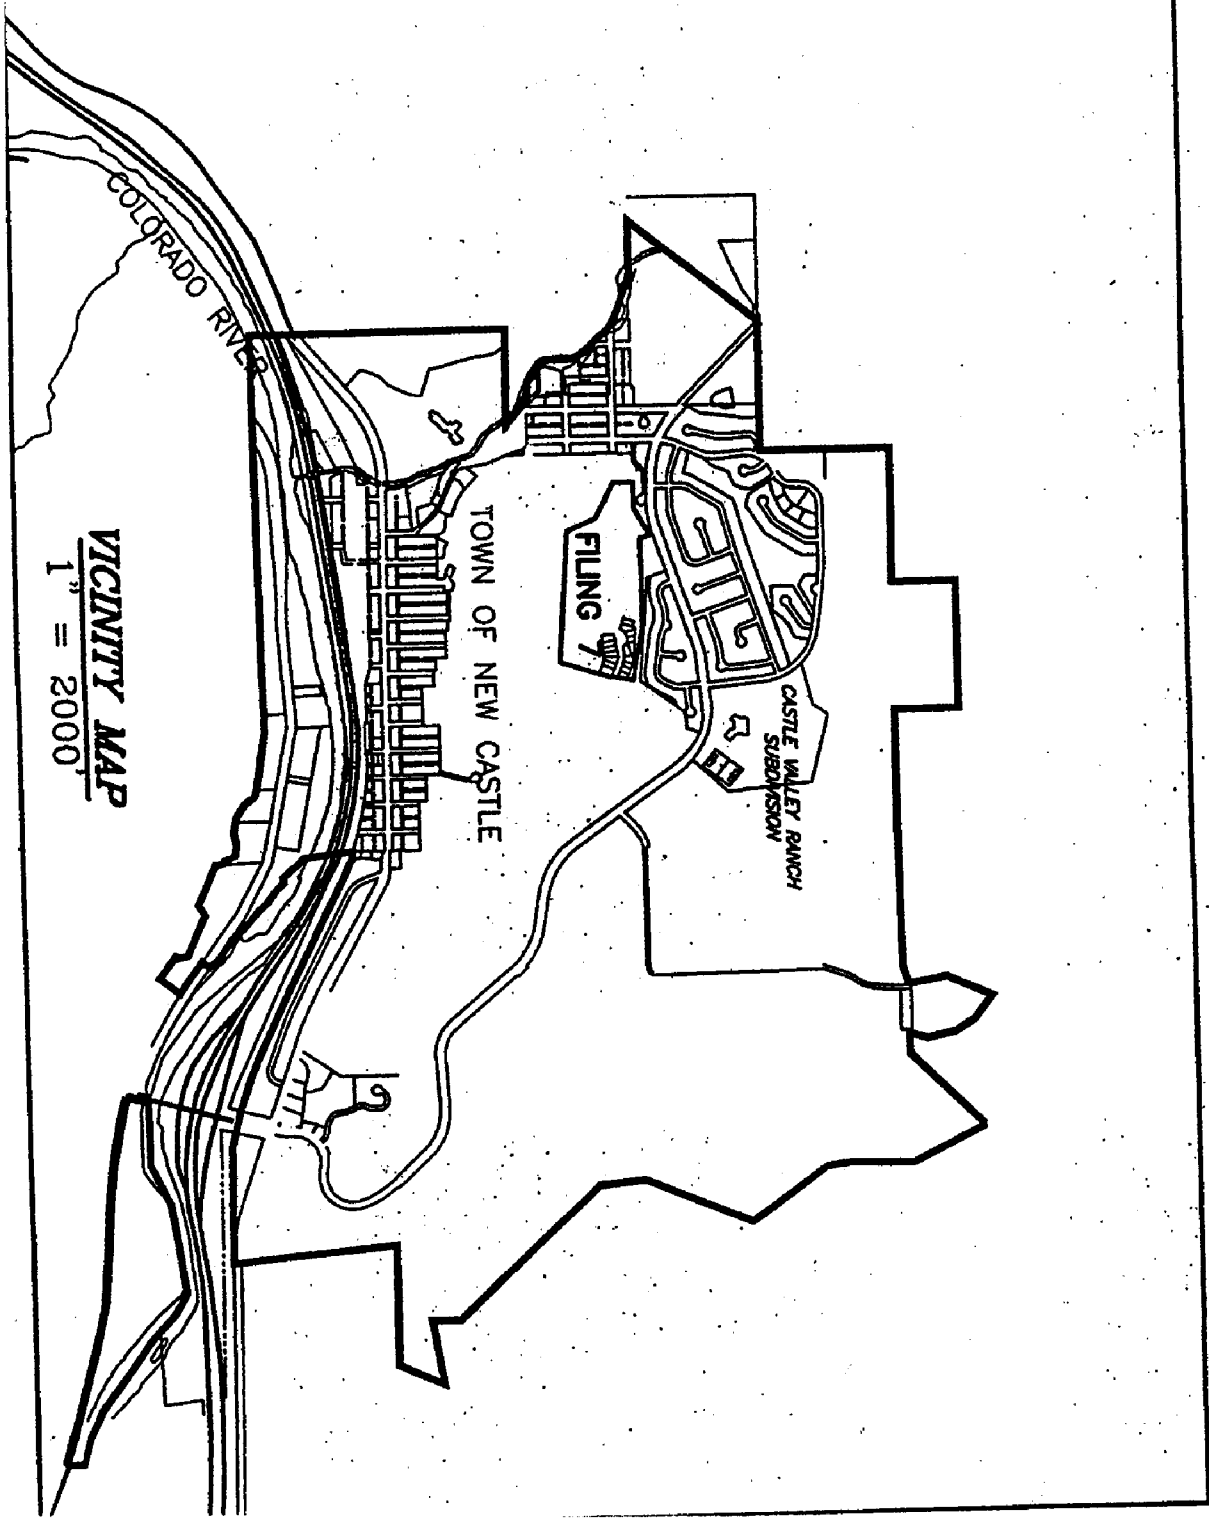 CASTLE VALLEY RANCH
SUBDIVISION
FILING 7
TOWN OF NEW CASTLE
COLORADO RIVER
VICINITY MAP
1" = 2000'